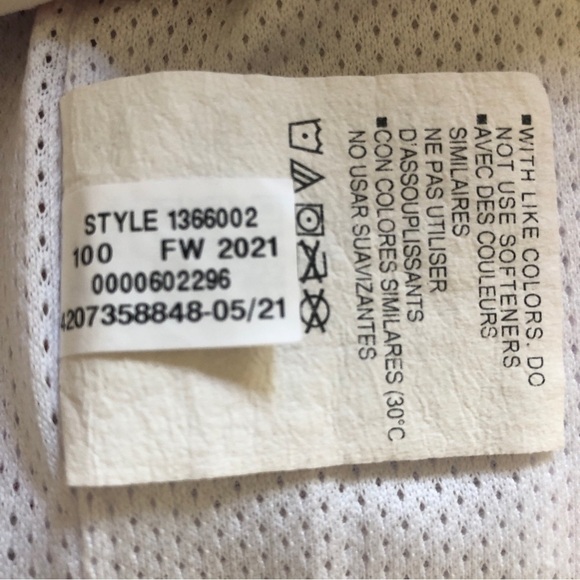 STYLE 1366002
100 FW 2021
0000602296
4207358848-05/21
■WITH LIKE COLORS. DO
NOT USE SOFTENERS
■AVEC DES COULEURS
SIMILAIRES
NE PAS UTILISER
D'ASSOUPLISSANTS
■CON COLORES SIMILARES (30°C
NO USAR SUAVIZANTES